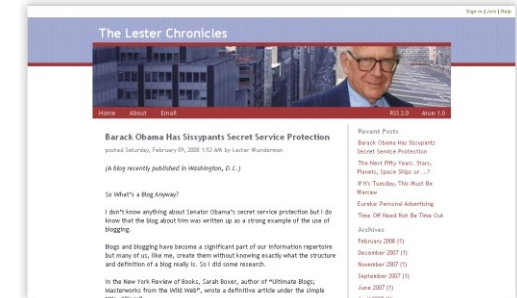 Sign in | Join | Help
The Lester Chronicles
Home About Email RSS 2.0 Atom 1.0
Barack Obama Has Sissypants Secret Service Protection
posted Saturday, February 09, 2008 1:53 AM by Lester Wunderman
(A blog recently published in Washington, D.C.)
So What's a Blog Anyway?
I don't know anything about Senator Obama's secret service protection but I do
know that the blog about him was written up as a strong example of the use of
blogging.
Blogs and blogging have become a significant part of our information repertoire
but many of us, like me, create them without knowing exactly what the structure
and definition of a blog really is. So I did some research.
In the New York Review of Books, Sarah Boxer, author of "Ultimate Blogs;
Masterworks from the Wild Web", wrote a definitive article under the simple
Recent Posts
Barack Obama Has Sissypants
Secret Service Protection
The Next Fifty Years. Stars,
Planets, Space Ships or...?
If It's Tuesday, This Must Be
Warsaw
Eureka: Personal Advertising
Time Off Need Not Be Time Out
Archives
February 2008 (1)
December 2007 (1)
November 2007 (1)
September 2007 (1)
June 2007 (1)